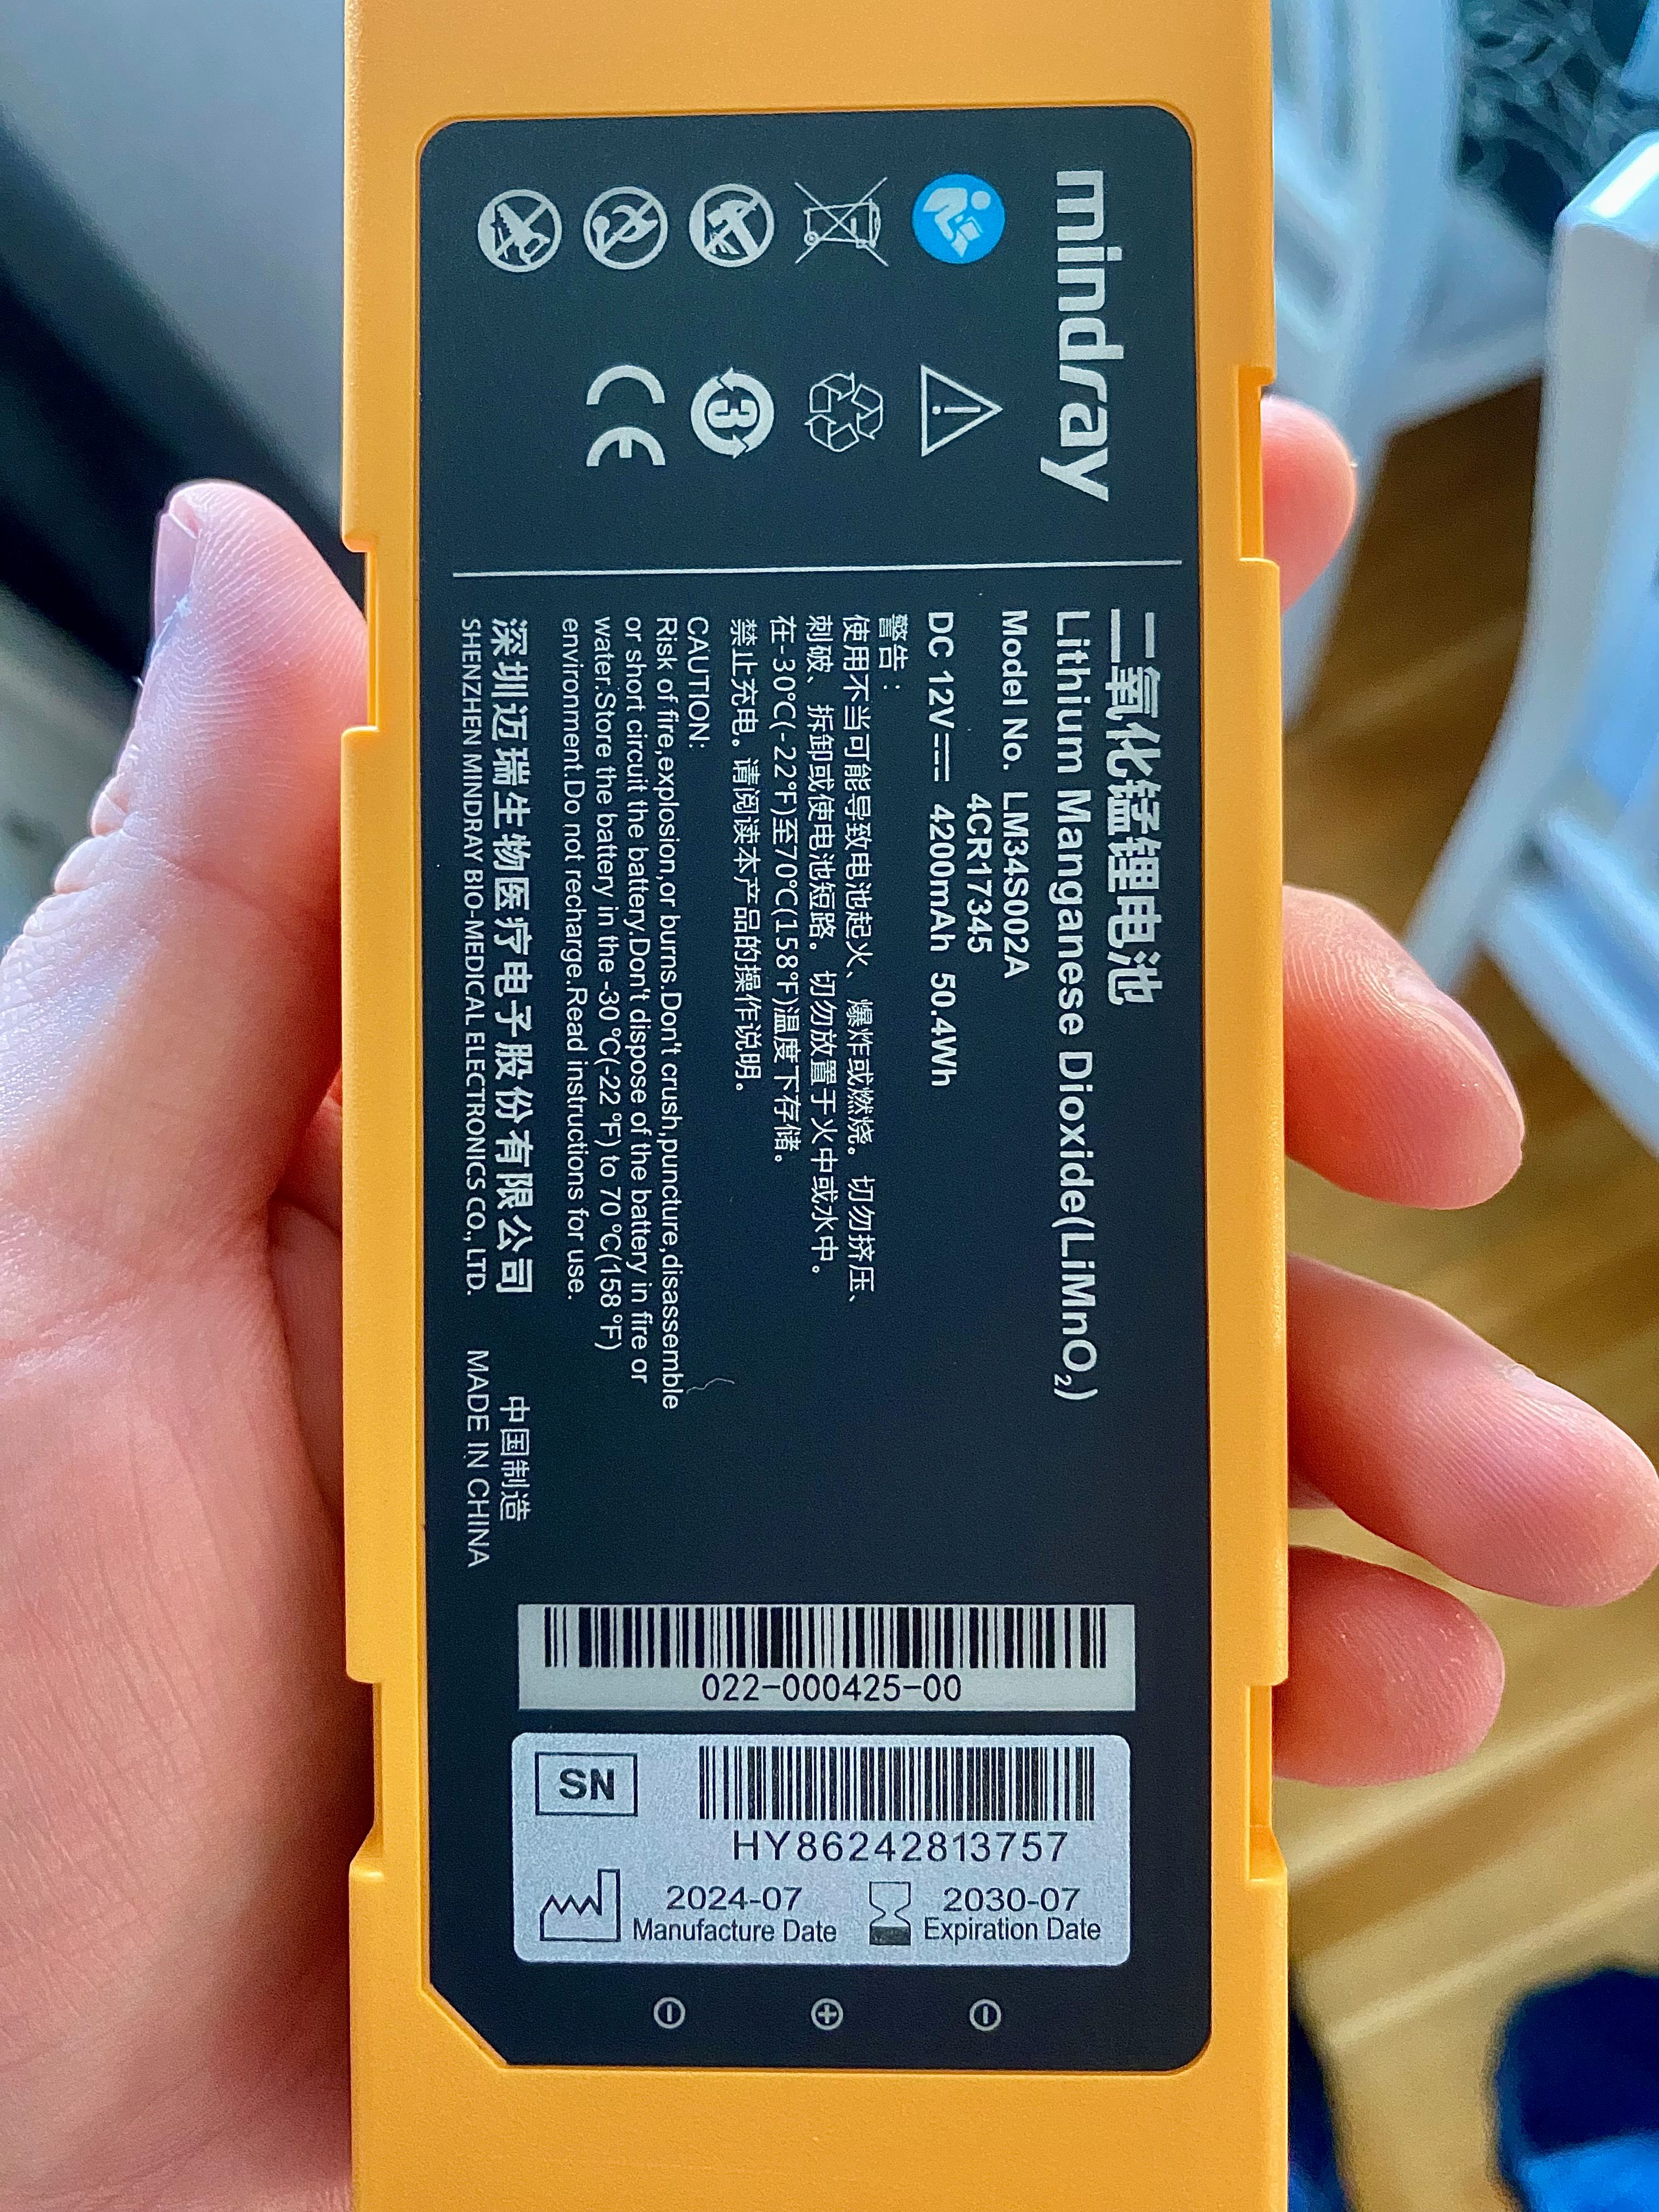 mindray
CE
二氧化锰锂电池
Lithium Manganese Dioxide(LiMnO₂)
Model No. LM34S002A
4CR17345
DC 12V⎓ 4200mAh 50.4Wh
警告：
使用不当可能导致电池起火、爆炸或燃烧。切勿挤压、
刺破、拆卸或使电池短路。切勿放置于火中或水中。
在-30℃(-22℉)至70℃(158℉)温度下存储。
禁止充电。请阅读本产品的操作说明。
CAUTION:
Risk of fire,explosion,or burns.Don't crush,puncture,disassemble
or short circuit the battery.Don't dispose of the battery in fire or
water.Store the battery in the -30℃(-22℉) to 70℃(158℉)
environment.Do not recharge.Read instructions for use.
深圳迈瑞生物医疗电子股份有限公司 中国制造
SHENZHEN MINDRAY BIO-MEDICAL ELECTRONICS CO., LTD. MADE IN CHINA
022-000425-00
SN
HY86242813757
2024-07 2030-07
Manufacture Date Expiration Date